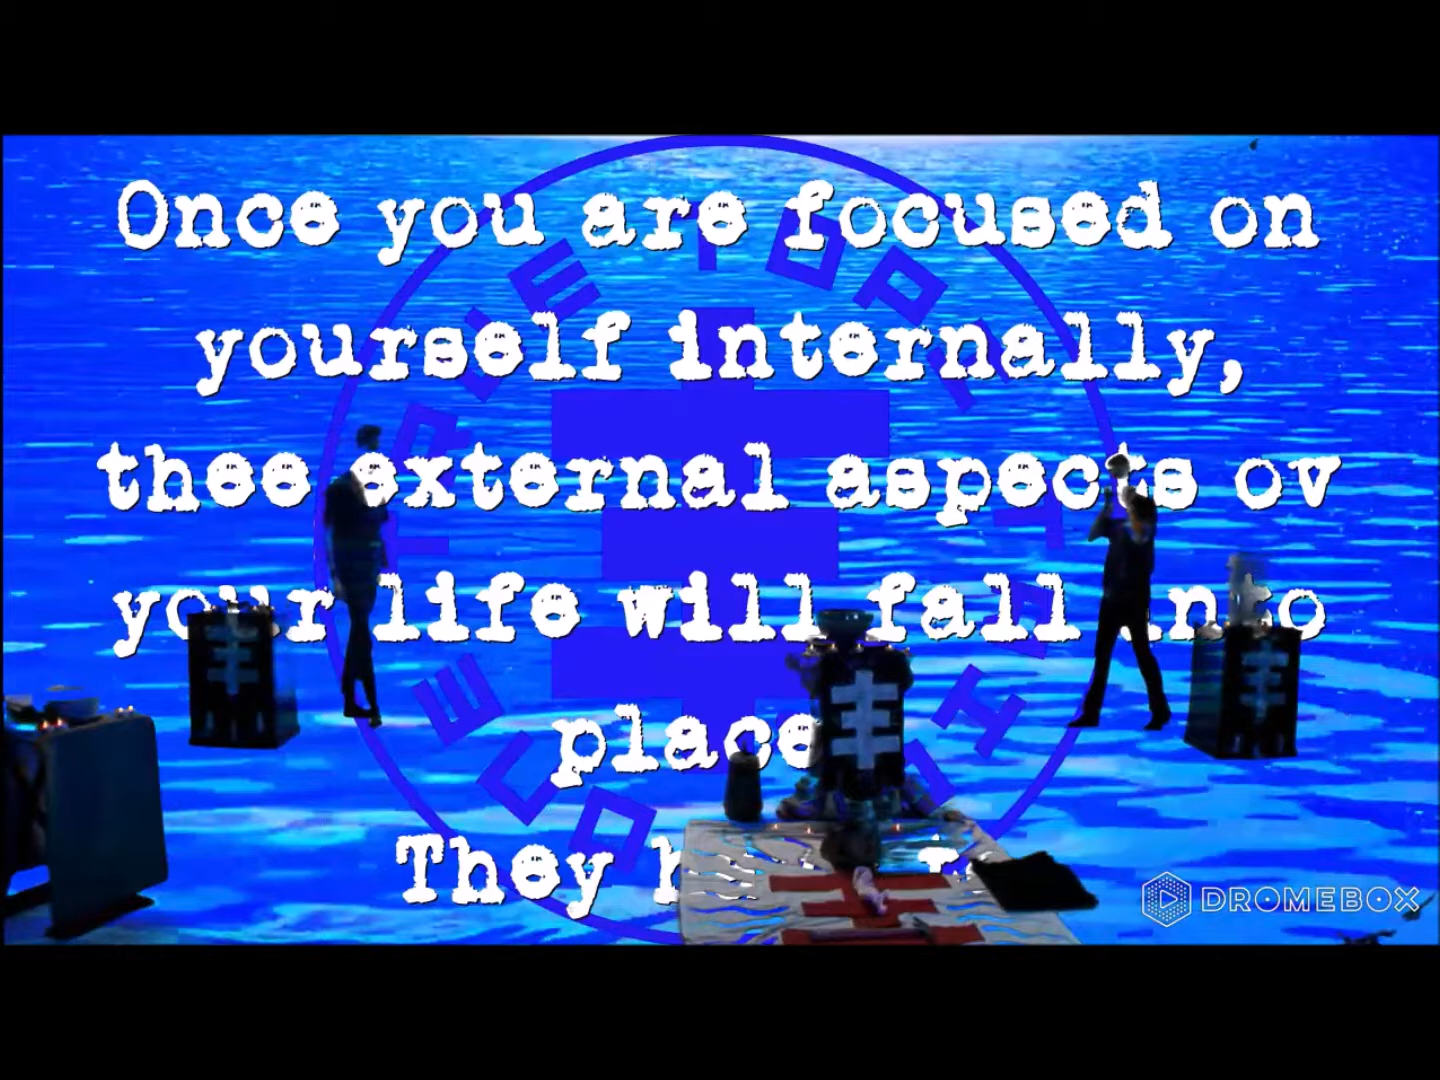 Once you are focused on
yourself internally,
thee external aspects ov
your life will fall into
place
They
DROMEBOX